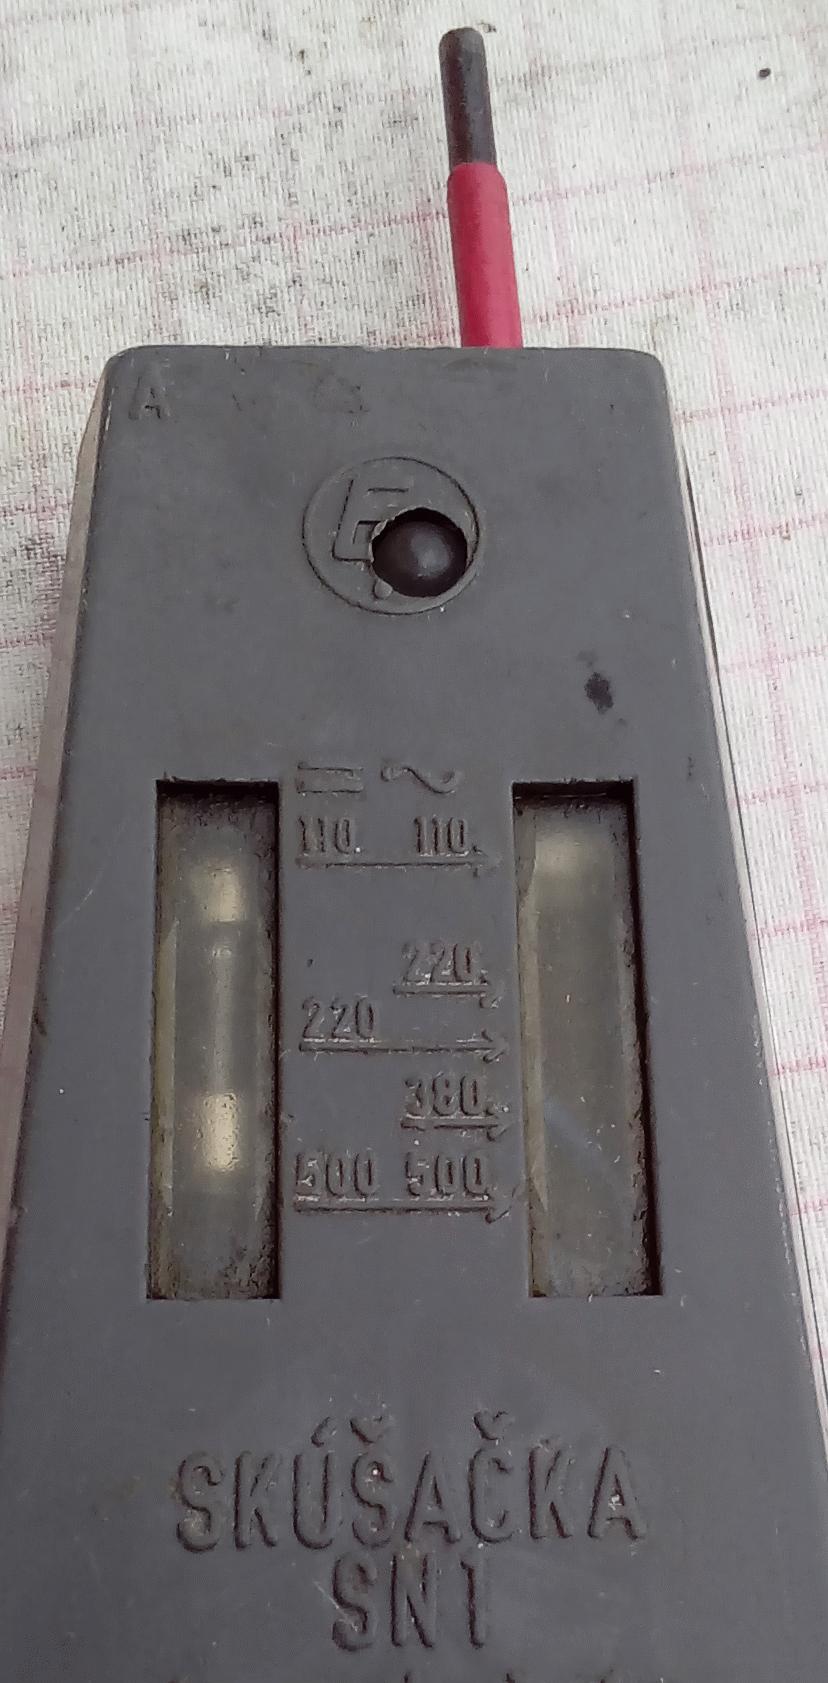 A
E
= ~
110. 110.
220.
220
380.
500 500
SKÚŠAČKA
SN1